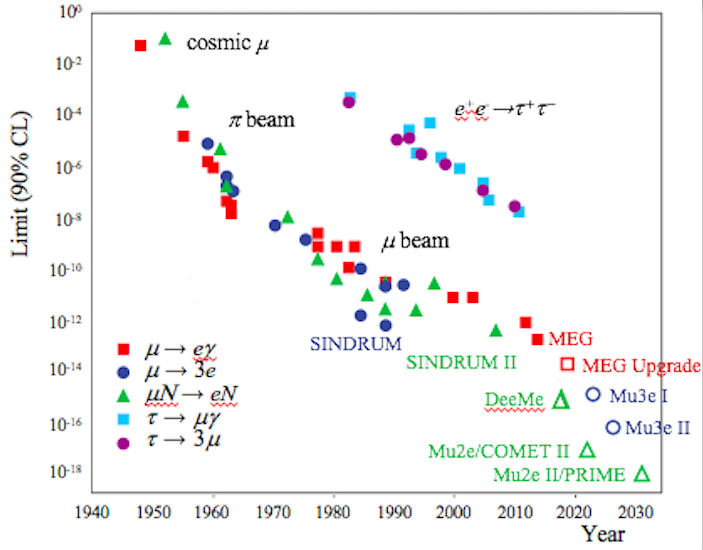 10⁰
10⁻²
10⁻⁴
10⁻⁶
10⁻⁸
10⁻¹⁰
10⁻¹²
10⁻¹⁴
10⁻¹⁶
10⁻¹⁸
Limit (90% CL)
cosmic μ
π beam
e⁺e⁻→τ⁺τ⁻
μ beam
SINDRUM
MEG
SINDRUM II
MEG Upgrade
DeeMe
Mu3e I
Mu3e II
Mu2e/COMET II
Mu2e II/PRIME
μ → eγ
μ → 3e
μN → eN
τ → μγ
τ → 3μ
1940 1950 1960 1970 1980 1990 2000 2010 2020 2030
Year